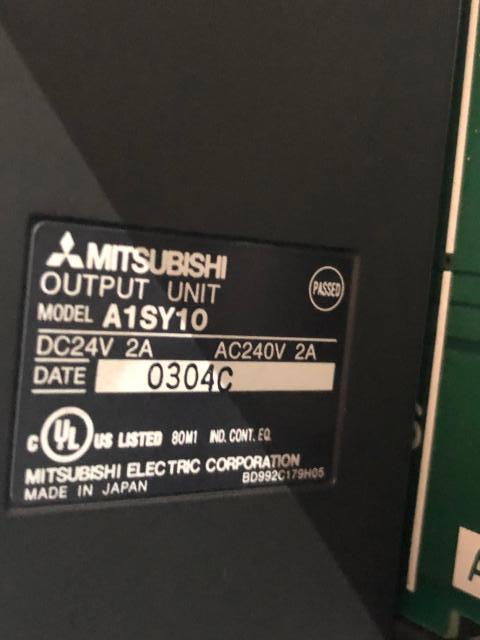 MITSUBISHI
OUTPUT UNIT
PASSED
MODEL A1SY10
DC24V 2A AC240V 2A
DATE 0304C
C UL US LISTED 80M1 IND. CONT. EQ.
MITSUBISHI ELECTRIC CORPORATION
MADE IN JAPAN BD992C179H05